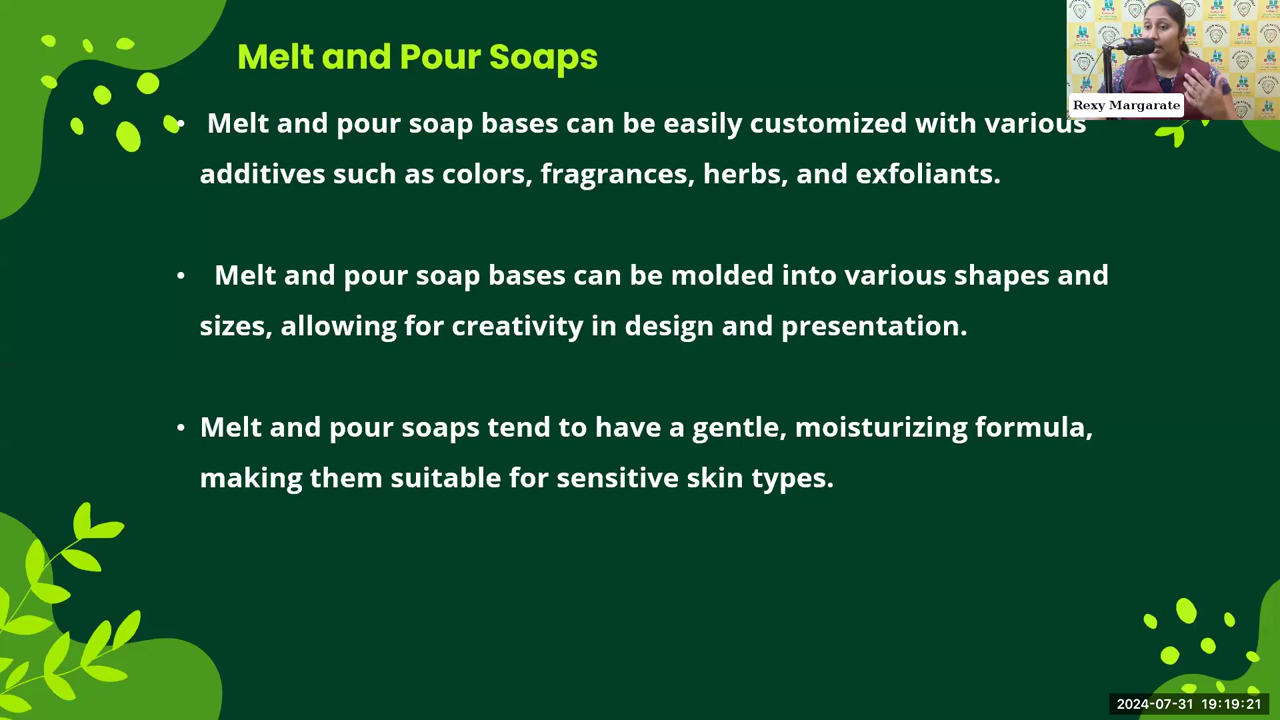 Melt and Pour Soaps
Rexy Margarate
• Melt and pour soap bases can be easily customized with various
additives such as colors, fragrances, herbs, and exfoliants.
• Melt and pour soap bases can be molded into various shapes and
sizes, allowing for creativity in design and presentation.
• Melt and pour soaps tend to have a gentle, moisturizing formula,
making them suitable for sensitive skin types.
2024-07-31 19:19:21